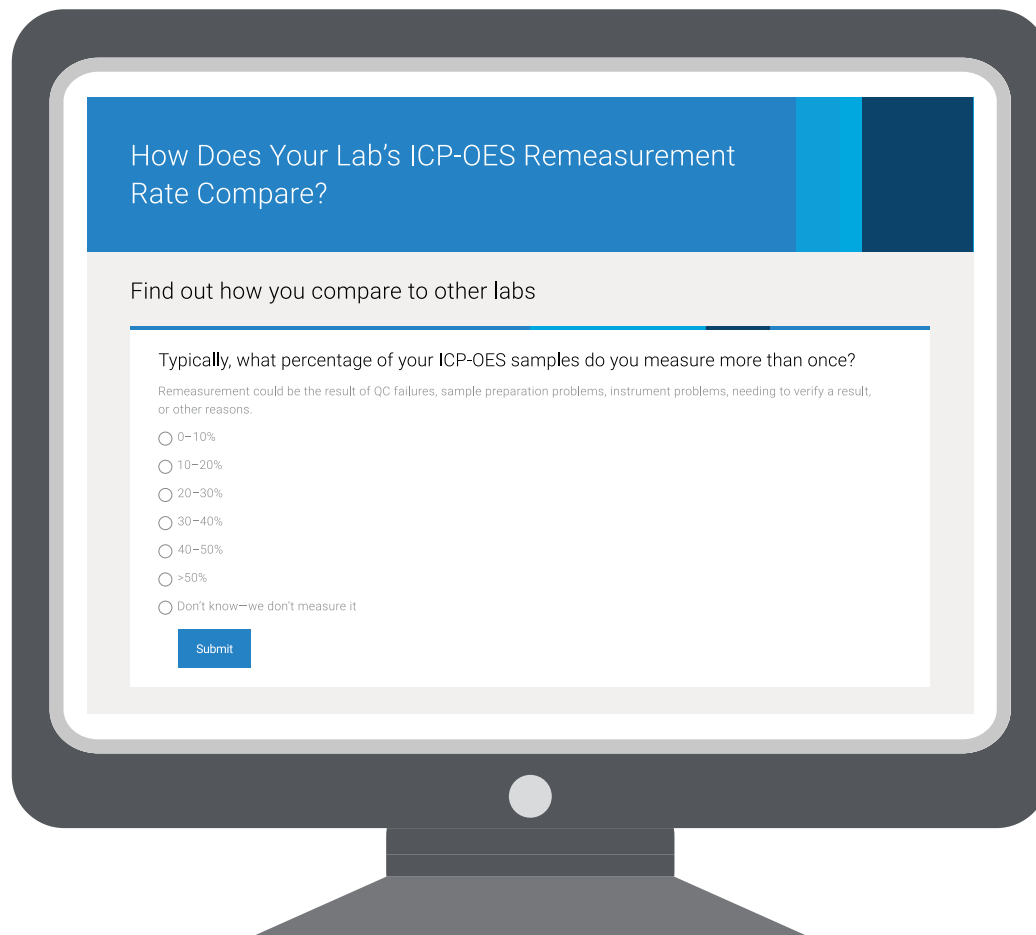 How Does Your Lab’s ICP-OES Remeasurement
Rate Compare?
Find out how you compare to other labs
Typically, what percentage of your ICP-OES samples do you measure more than once?
Remeasurement could be the result of QC failures, sample preparation problems, instrument problems, needing to verify a result,
or other reasons.
0–10%
10–20%
20–30%
30–40%
40–50%
>50%
Don’t know—we don’t measure it
Submit